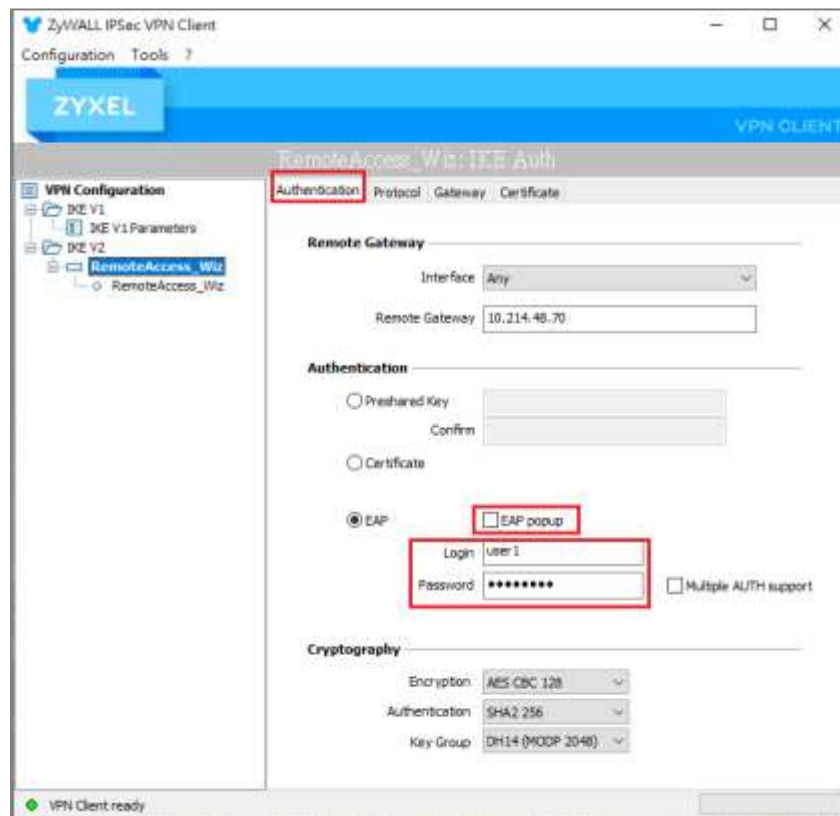 ZyWALL IPSec VPN Client
Configuration Tools ?
ZYXEL
VPN CLIENT
RemoteAccess_Wiz: IKE Auth
VPN Configuration
IKE V1
IKE V1 Parameters
IKE V2
RemoteAccess_Wiz
RemoteAccess_Wiz
Authentication Protocol Gateway Certificate
Remote Gateway
Interface Any
Remote Gateway 10.214.48.70
Authentication
Preshared Key
Confirm
Certificate
EAP EAP popup
Login user1
Password ••••••••
Multiple AUTH support
Cryptography
Encryption AES CBC 128
Authentication SHA2 256
Key Group DH14 (MODP 2048)
VPN Client ready